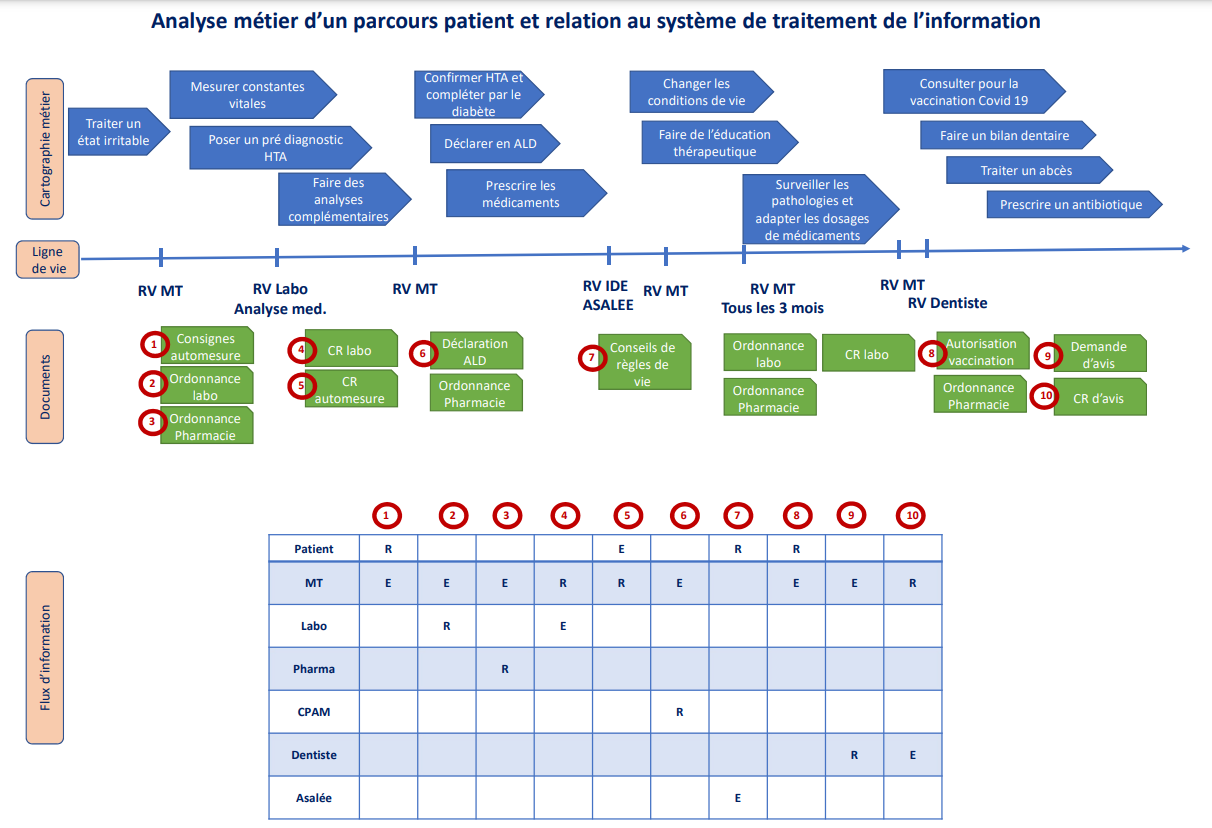 Analyse métier d'un parcours patient et relation au système de traitement de l'information
Cartographie métier
Traiter un
état irritable
Mesurer constantes
vitales
Poser un pré diagnostic
HTA
Faire des
analyses
complémentaires
Confirmer HTA et
compléter par le
diabète
Déclarer en ALD
Prescrire les
médicaments
Changer les
conditions de vie
Faire de l'éducation
thérapeutique
Surveiller les
pathologies et
adapter les dosages
de médicaments
Consulter pour la
vaccination Covid 19
Faire un bilan dentaire
Traiter un abcès
Prescrire un antibiotique
Ligne
de vie
RV MT
RV Labo
Analyse med.
RV MT
RV IDE
ASALEE
RV MT
RV MT
Tous les 3 mois
RV MT
RV Dentiste
Documents
1
Consignes
automesure
2
Ordonnance
labo
3
Ordonnance
Pharmacie
4
CR labo
5
CR
automesure
6
Déclaration
ALD
Ordonnance
Pharmacie
7
Conseils de
règles de
vie
Ordonnance
labo
Ordonnance
Pharmacie
CR labo
8
Autorisation
vaccination
Ordonnance
Pharmacie
9
Demande
d'avis
10
CR d'avis
Flux d'information
1 2 3 4 5 6 7 8 9 10
Patient R E R R
MT E E E R R E E E R
Labo R E
Pharma R
CPAM R
Dentiste R E
Asalée E